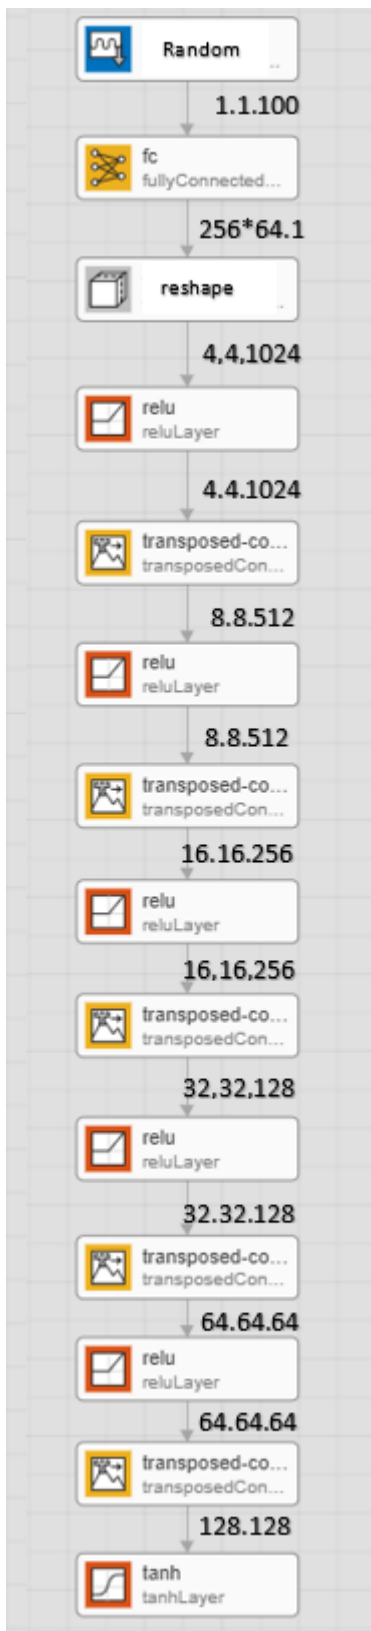 Random
..
1.1.100
fc
fullyConnected...
256*64.1
reshape
..
4,4,1024
relu
reluLayer
4.4.1024
transposed-co...
transposedCon...
8.8.512
relu
reluLayer
8.8.512
transposed-co...
transposedCon...
16.16.256
relu
reluLayer
16,16,256
transposed-co...
transposedCon...
32,32,128
relu
reluLayer
32.32.128
transposed-co...
transposedCon...
64.64.64
relu
reluLayer
64.64.64
transposed-co...
transposedCon...
128.128
tanh
tanhLayer